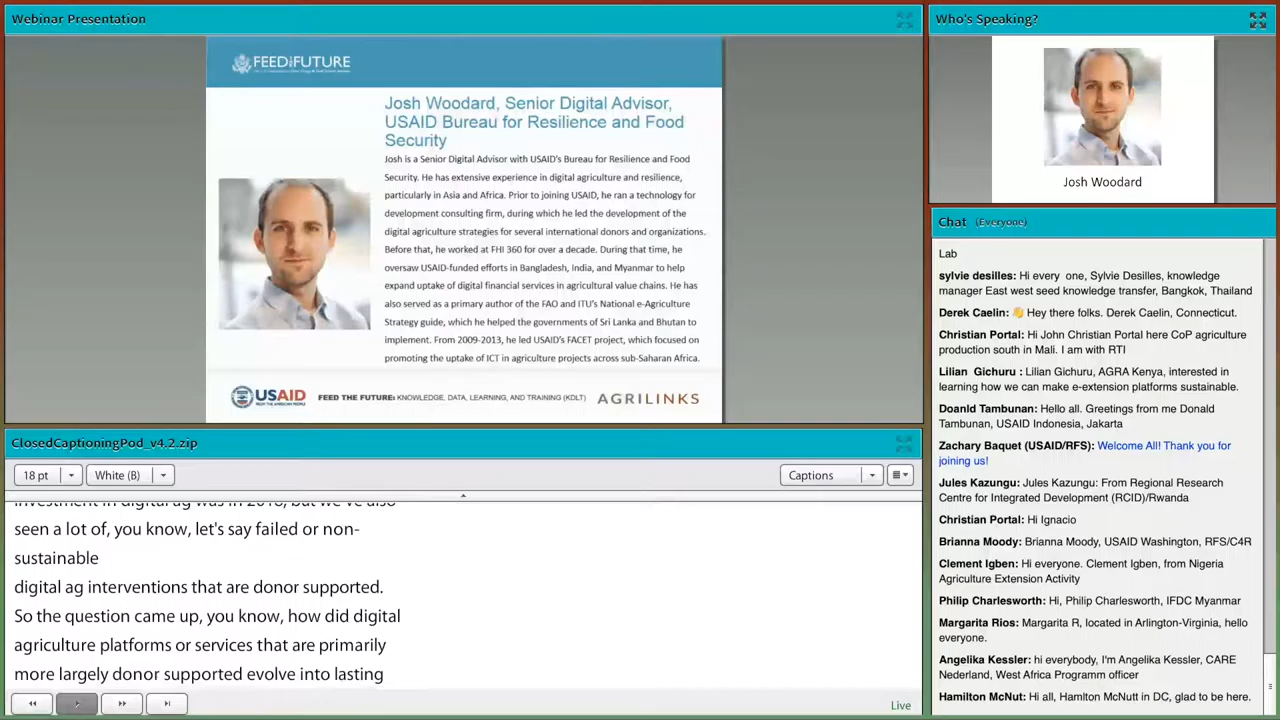 Webinar Presentation
FEED THE FUTURE
Josh Woodard, Senior Digital Advisor,
USAID Bureau for Resilience and Food
Security
Josh is a Senior Digital Advisor with USAID's Bureau for Resilience and Food
Security. He has extensive experience in digital agriculture and resilience,
particularly in Asia and Africa. Prior to joining USAID, he ran a technology for
development consulting firm, during which he led the development of the
digital agriculture strategies for several international donors and organizations.
Before that, he worked at FHI 360 for over a decade. During that time, he
oversaw USAID-funded efforts in Bangladesh, India, and Myanmar to help
expand uptake of digital financial services in agricultural value chains. He has
also served as a primary author of the FAO and ITU's National e-Agriculture
Strategy guide, which he helped the governments of Sri Lanka and Bhutan to
implement. From 2009-2013, he led USAID's FACET project, which focused on
promoting the uptake of ICT in agriculture projects across sub-Saharan Africa.
USAID
FROM THE AMERICAN PEOPLE
FEED THE FUTURE: KNOWLEDGE, DATA, LEARNING, AND TRAINING (KDLT)
AGRILINKS
ClosedCaptioningPod_v4.2.zip
18 pt
White (B)
Captions
investment in digital ag was in 2018, but we've also
seen a lot of, you know, let's say failed or non-
sustainable
digital ag interventions that are donor supported.
So the question came up, you know, how did digital
agriculture platforms or services that are primarily
more largely donor supported evolve into lasting
Live
Who's Speaking?
Josh Woodard
Chat (Everyone)
Lab
sylvie desilles: Hi every one, Sylvie Desilles, knowledge
manager East west seed knowledge transfer, Bangkok, Thailand
Derek Caelin: 👋 Hey there folks. Derek Caelin, Connecticut.
Christian Portal: Hi John Christian Portal here CoP agriculture
production south in Mali. I am with RTI
Lilian Gichuru : Lilian Gichuru, AGRA Kenya, interested in
learning how we can make e-extension platforms sustainable.
Doanld Tambunan: Hello all. Greetings from me Donald
Tambunan, USAID Indonesia, Jakarta
Zachary Baquet (USAID/RFS): Welcome All! Thank you for
joining us!
Jules Kazungu: Jules Kazungu: From Regional Research
Centre for Integrated Development (RCID)/Rwanda
Christian Portal: Hi Ignacio
Brianna Moody: Brianna Moody, USAID Washington, RFS/C4R
Clement Igben: Hi everyone. Clement Igben, from Nigeria
Agriculture Extension Activity
Philip Charlesworth: Hi, Philip Charlesworth, IFDC Myanmar
Margarita Rios: Margarita R, located in Arlington-Virginia, hello
everyone.
Angelika Kessler: hi everybody, I'm Angelika Kessler, CARE
Nederland, West Africa Programm officer
Hamilton McNut: Hi all, Hamlton McNutt in DC, glad to be here.